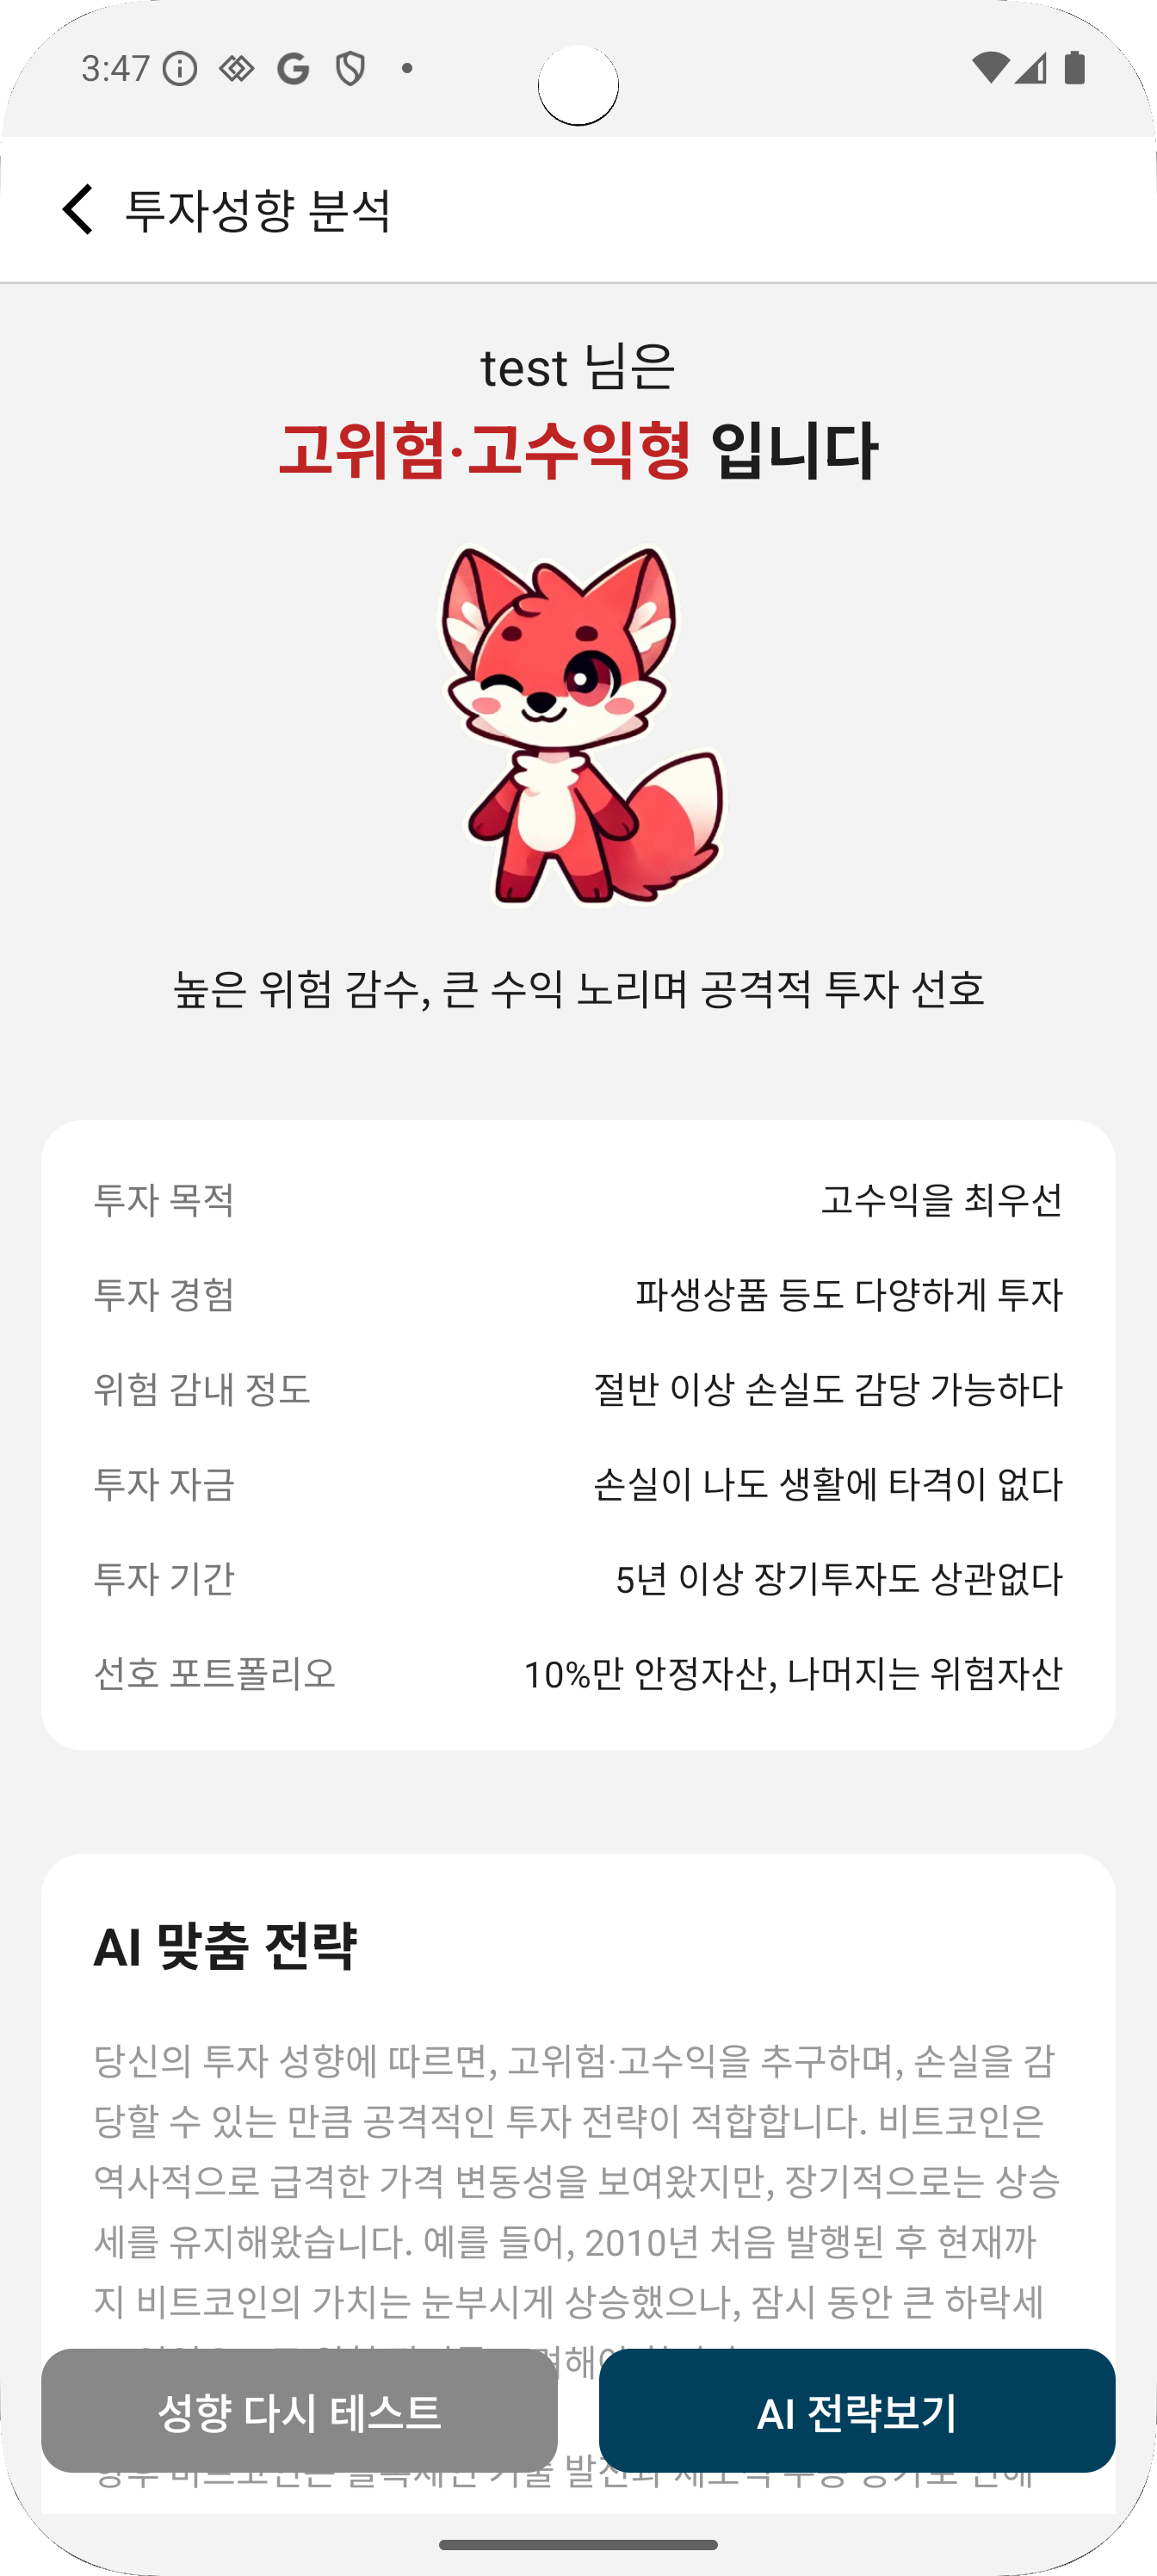 3:47
투자성향 분석
test 님은
고위험·고수익형 입니다
높은 위험 감수, 큰 수익 노리며 공격적 투자 선호
투자 목적 고수익을 최우선
투자 경험 파생상품 등도 다양하게 투자
위험 감내 정도 절반 이상 손실도 감당 가능하다
투자 자금 손실이 나도 생활에 타격이 없다
투자 기간 5년 이상 장기투자도 상관없다
선호 포트폴리오 10%만 안정자산, 나머지는 위험자산
AI 맞춤 전략
당신의 투자 성향에 따르면, 고위험·고수익을 추구하며, 손실을 감
당할 수 있는 만큼 공격적인 투자 전략이 적합합니다. 비트코인은
역사적으로 급격한 가격 변동성을 보여왔지만, 장기적으로는 상승
세를 유지해왔습니다. 예를 들어, 2010년 처음 발행된 후 현재까
지 비트코인의 가치는 눈부시게 상승했으나, 잠시 동안 큰 하락세
성향 다시 테스트
AI 전략보기